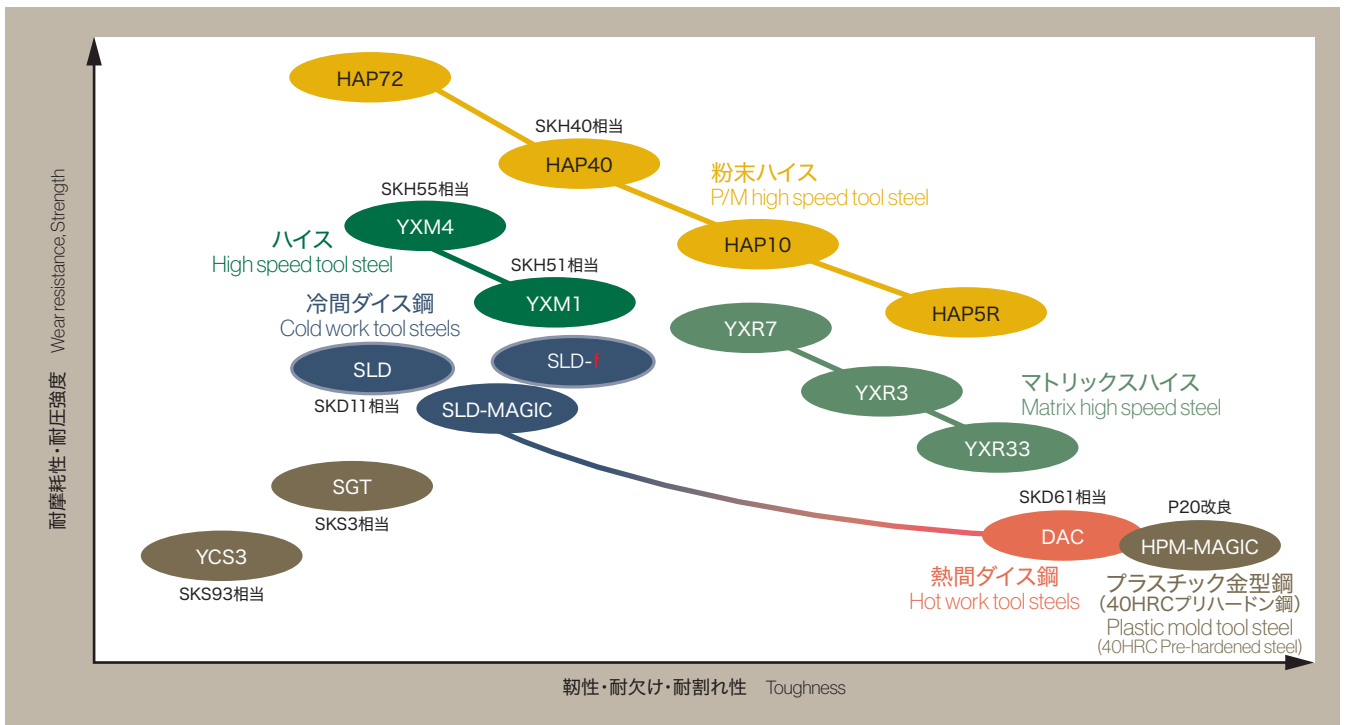 HAP72
SKH40相当
HAP40
粉末ハイス
P/M high speed tool steel
SKH55相当
YXM4
ハイス
High speed tool steel
HAP10
SKH51相当
YXM1
HAP5R
冷間ダイス鋼
Cold work tool steels
YXR7
SLD
SKD11相当
SLD-f
SLD-MAGIC
YXR3
マトリックスハイス
Matrix high speed steel
YXR33
SGT
SKS3相当
YCS3
SKS93相当
SKD61相当
DAC
P20改良
HPM-MAGIC
熱間ダイス鋼
Hot work tool steels
プラスチック金型鋼
(40HRCプリハードン鋼)
Plastic mold tool steel
(40HRC Pre-hardened steel)
耐摩耗性・耐圧強度 Wear resistance, Strength
靭性・耐欠け・耐割れ性 Toughness